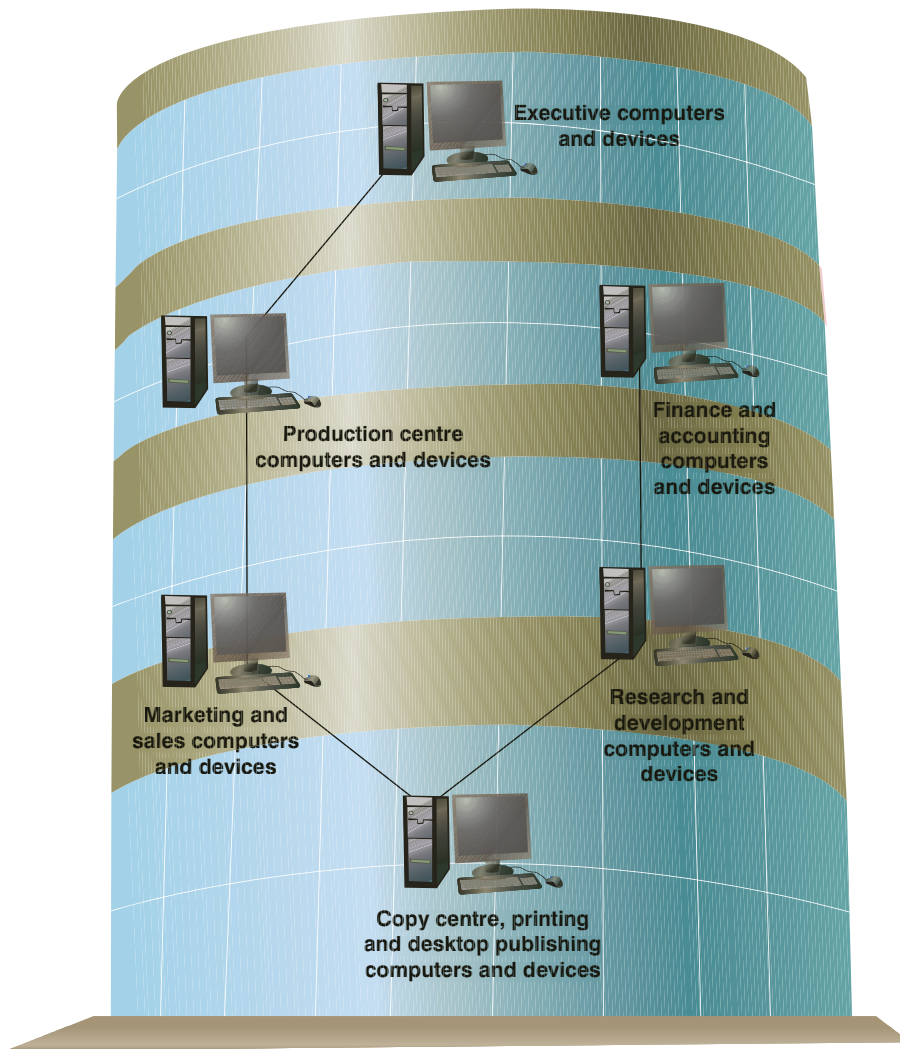 Executive computers
and devices
Production centre
computers and devices
Finance and
accounting
computers
and devices
Marketing and
sales computers
and devices
Research and
development
computers and
devices
Copy centre, printing
and desktop publishing
computers and devices